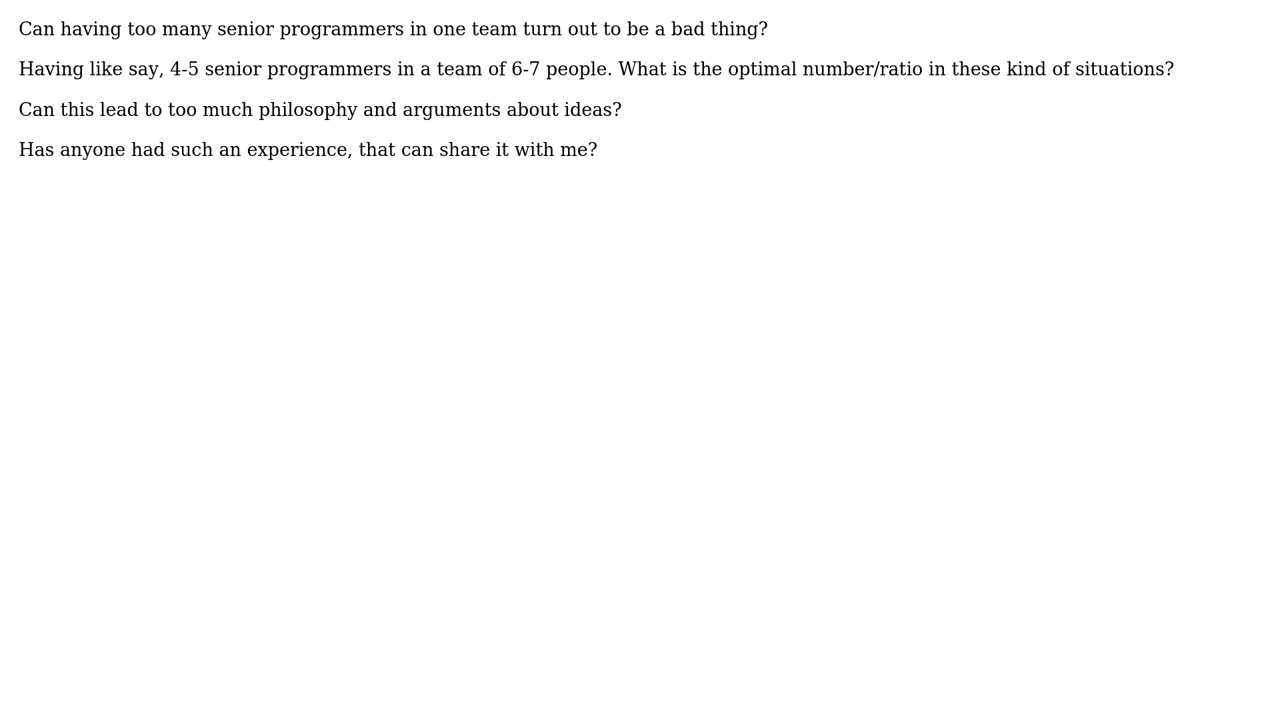 Can having too many senior programmers in one team turn out to be a bad thing?
Having like say, 4-5 senior programmers in a team of 6-7 people. What is the optimal number/ratio in these kind of situations?
Can this lead to too much philosophy and arguments about ideas?
Has anyone had such an experience, that can share it with me?